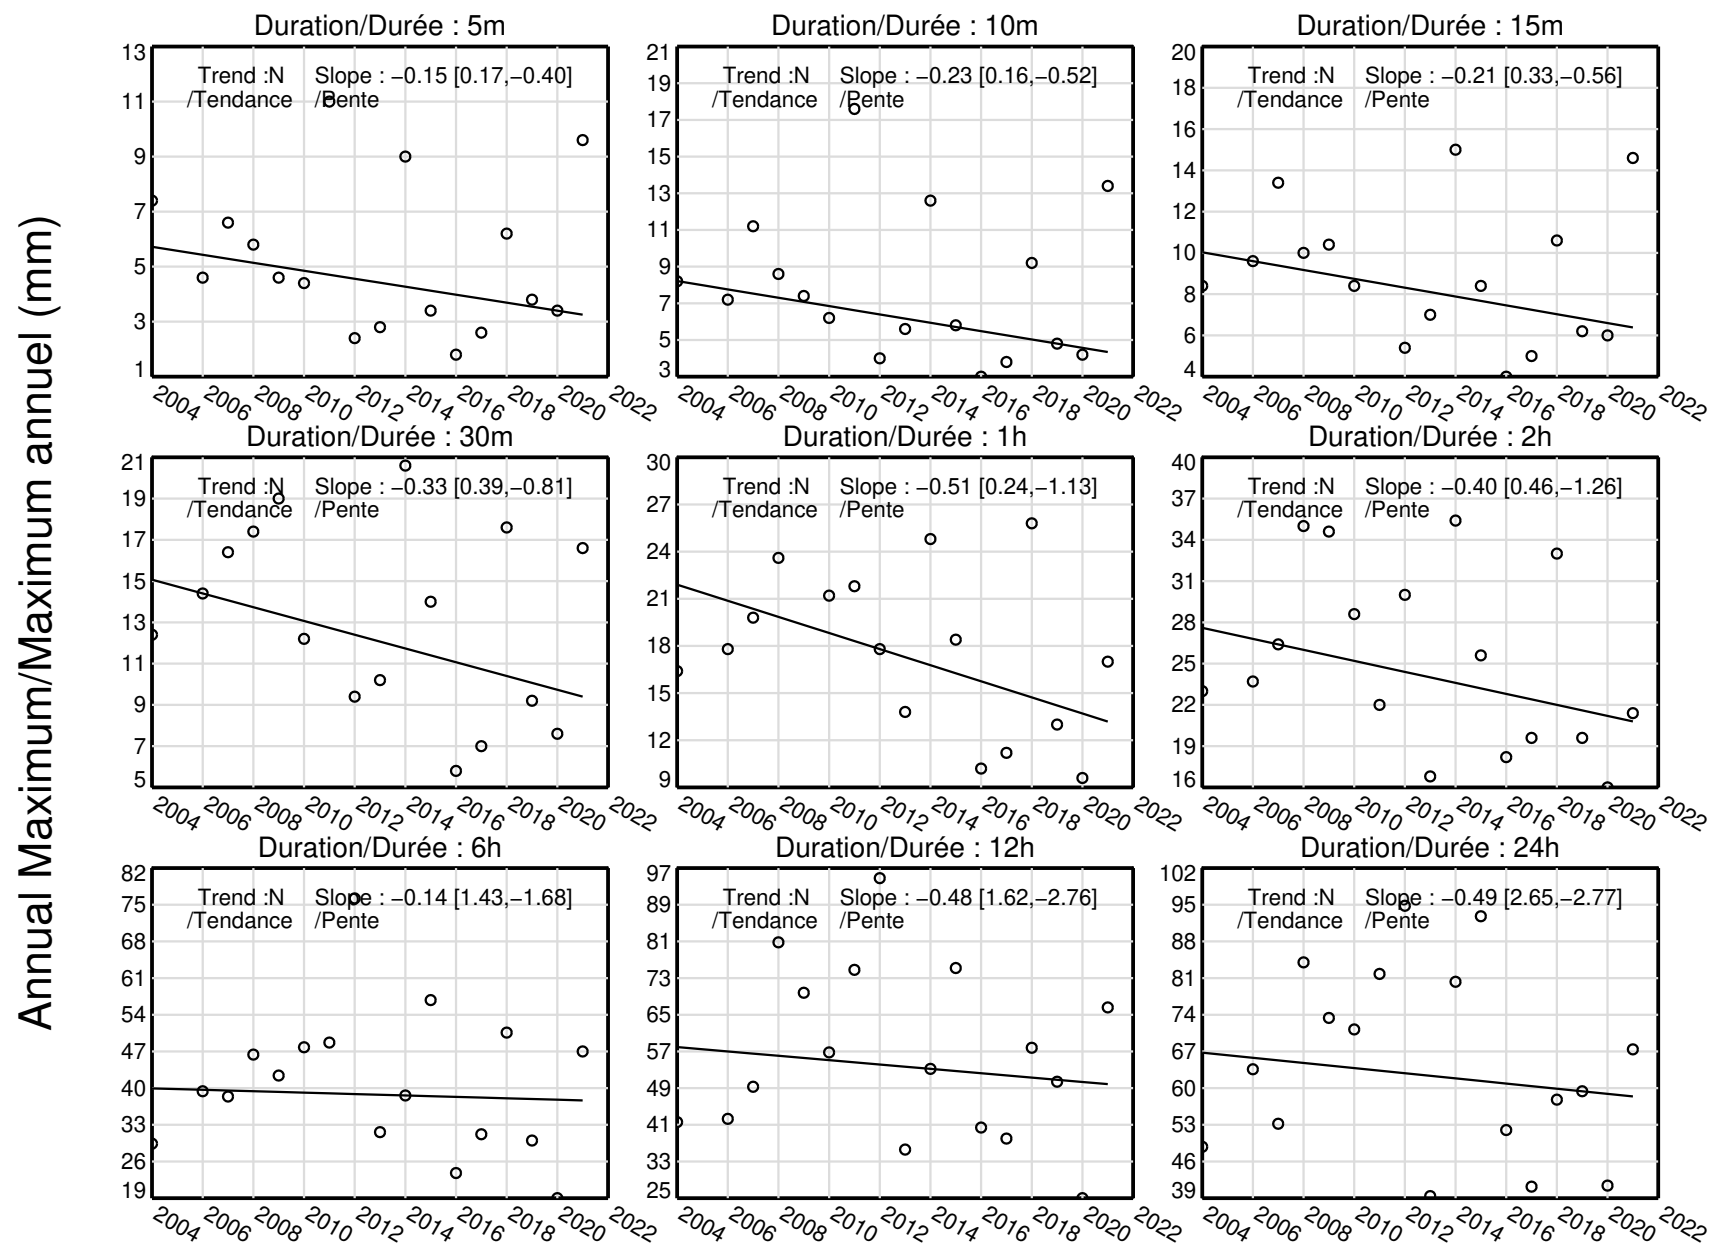 Annual Maximum/Maximum annuel (mm)
Duration/Durée : 5m
Trend :N Slope : −0.15 [0.17,−0.40]
/Tendance /Pente
13
11
9
7
5
3
1
2004 2006 2008 2010 2012 2014 2016 2018 2020 2022
Duration/Durée : 10m
Trend :N Slope : −0.23 [0.16,−0.52]
/Tendance /Pente
21
19
17
15
13
11
9
7
5
3
2004 2006 2008 2010 2012 2014 2016 2018 2020 2022
Duration/Durée : 15m
Trend :N Slope : −0.21 [0.33,−0.56]
/Tendance /Pente
20
18
16
14
12
10
8
6
4
2004 2006 2008 2010 2012 2014 2016 2018 2020 2022
Duration/Durée : 30m
Trend :N Slope : −0.33 [0.39,−0.81]
/Tendance /Pente
21
19
17
15
13
11
9
7
5
2004 2006 2008 2010 2012 2014 2016 2018 2020 2022
Duration/Durée : 1h
Trend :N Slope : −0.51 [0.24,−1.13]
/Tendance /Pente
30
27
24
21
18
15
12
9
2004 2006 2008 2010 2012 2014 2016 2018 2020 2022
Duration/Durée : 2h
Trend :N Slope : −0.40 [0.46,−1.26]
/Tendance /Pente
40
37
34
31
28
25
22
19
16
2004 2006 2008 2010 2012 2014 2016 2018 2020 2022
Duration/Durée : 6h
Trend :N Slope : −0.14 [1.43,−1.68]
/Tendance /Pente
82
75
68
61
54
47
40
33
26
19
2004 2006 2008 2010 2012 2014 2016 2018 2020 2022
Duration/Durée : 12h
Trend :N Slope : −0.48 [1.62,−2.76]
/Tendance /Pente
97
89
81
73
65
57
49
41
33
25
2004 2006 2008 2010 2012 2014 2016 2018 2020 2022
Duration/Durée : 24h
Trend :N Slope : −0.49 [2.65,−2.77]
/Tendance /Pente
102
95
88
81
74
67
60
53
46
39
2004 2006 2008 2010 2012 2014 2016 2018 2020 2022